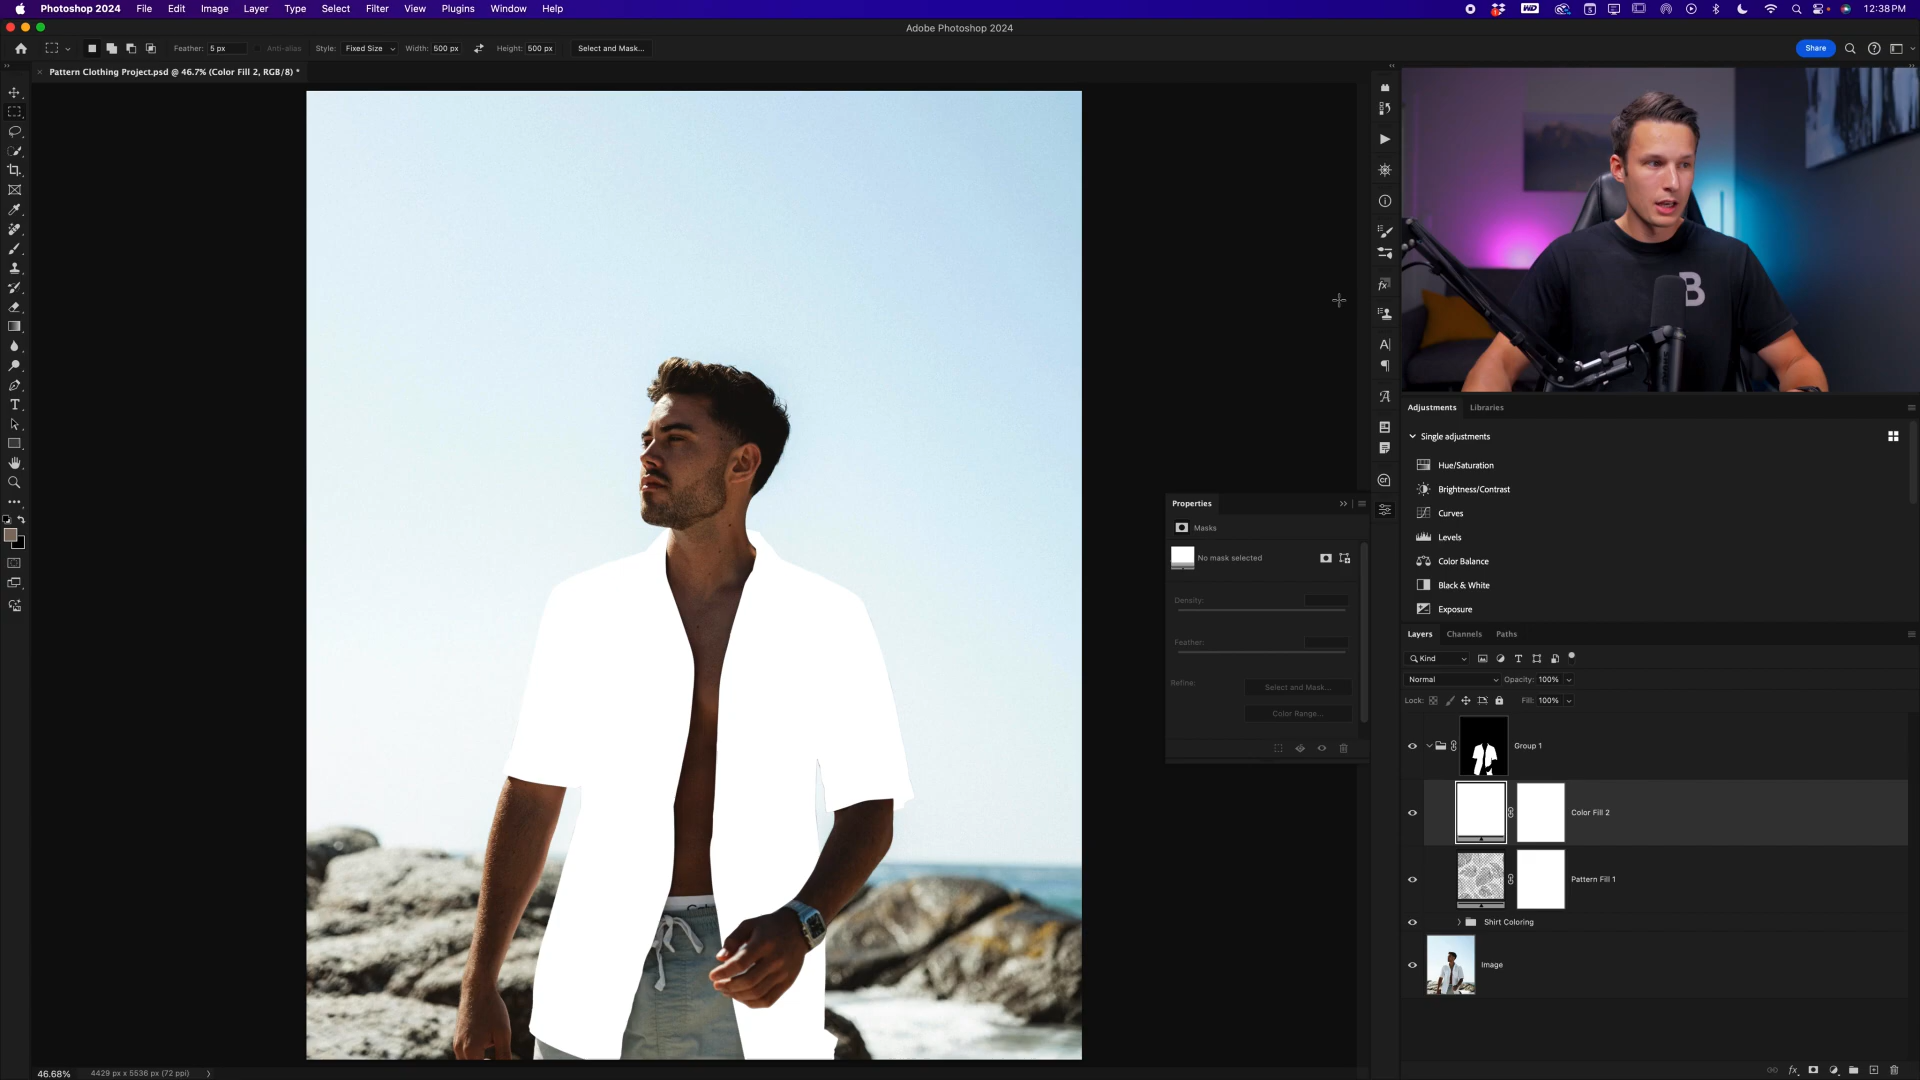 Photoshop 2024 File Edit Image Layer Type Select Filter View Plugins Window Help 12:38 PM
Adobe Photoshop 2024
Feather: 5 px Anti-alias Style: Fixed Size Width: 500 px Height: 500 px Select and Mask... Share
Pattern Clothing Project.psd @ 46.7% (Color Fill 2, RGB/8) *
B
Adjustments Libraries
Single adjustments
Hue/Saturation
Brightness/Contrast
Curves
Levels
Color Balance
Black & White
Exposure
Properties
Masks
No mask selected
Density:
Feather:
Refine:
Select and Mask...
Color Range...
Layers Channels Paths
Kind
Normal Opacity: 100%
Lock: Fill: 100%
Group 1
Color Fill 2
Pattern Fill 1
Shirt Coloring
Image
46.68% 4429 px x 5536 px (72 ppi)